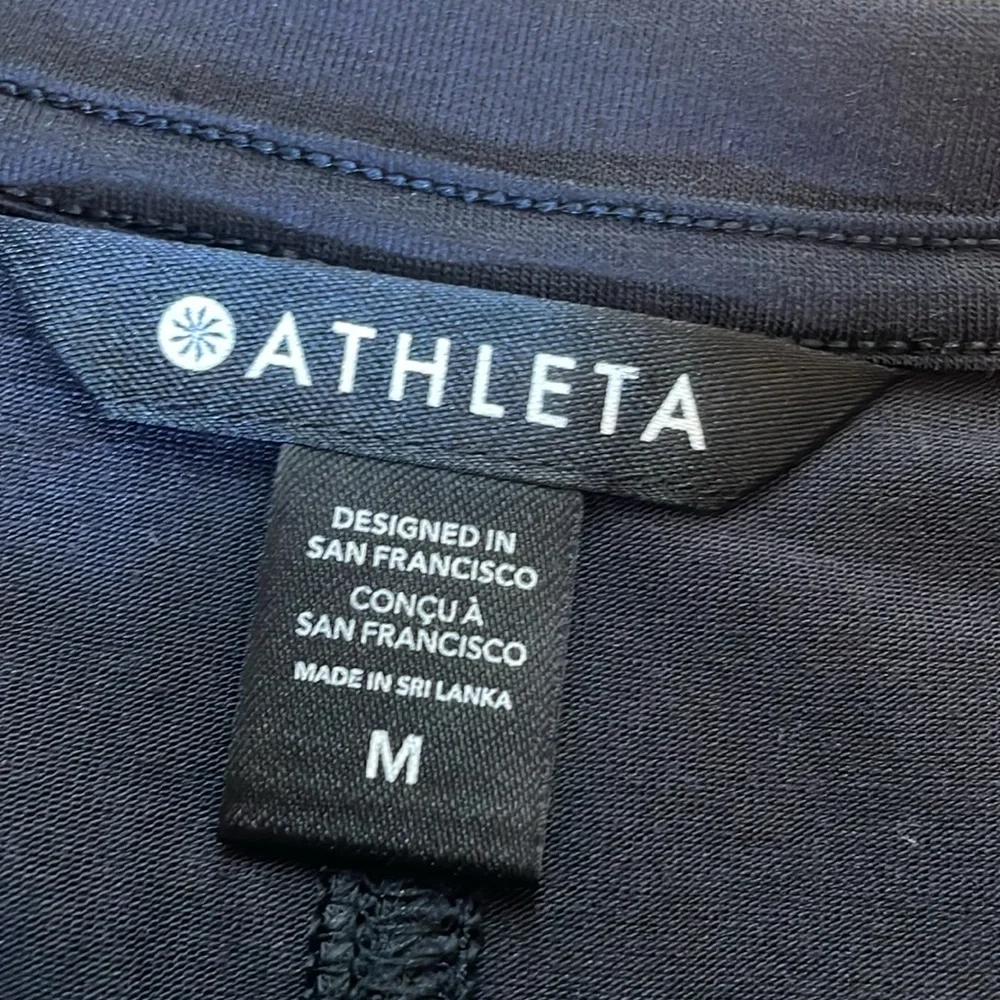 ATHLETA
DESIGNED IN
SAN FRANCISCO
CONÇU À
SAN FRANCISCO
MADE IN SRI LANKA
M